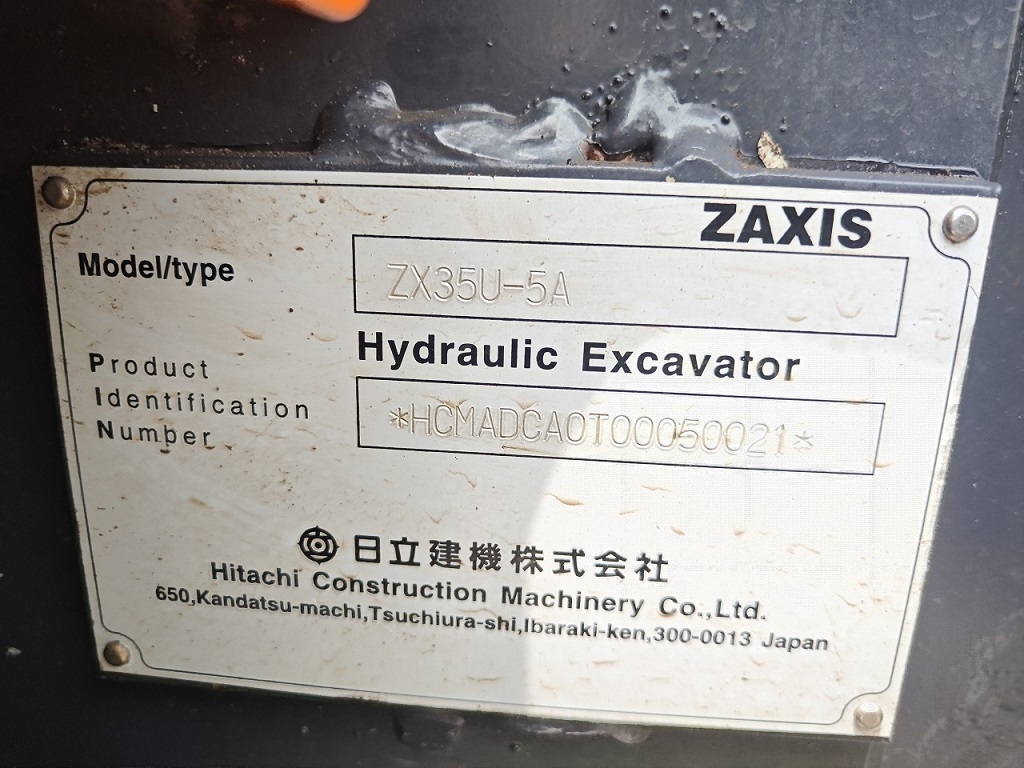 ZAXIS
Model/type ZX35U-5A
Hydraulic Excavator
Product
Identification
Number
*HCMADCA0T00050021*
日立建機株式会社
Hitachi Construction Machinery Co.,Ltd.
650,Kandatsu-machi,Tsuchiura-shi,Ibaraki-ken,300-0013 Japan